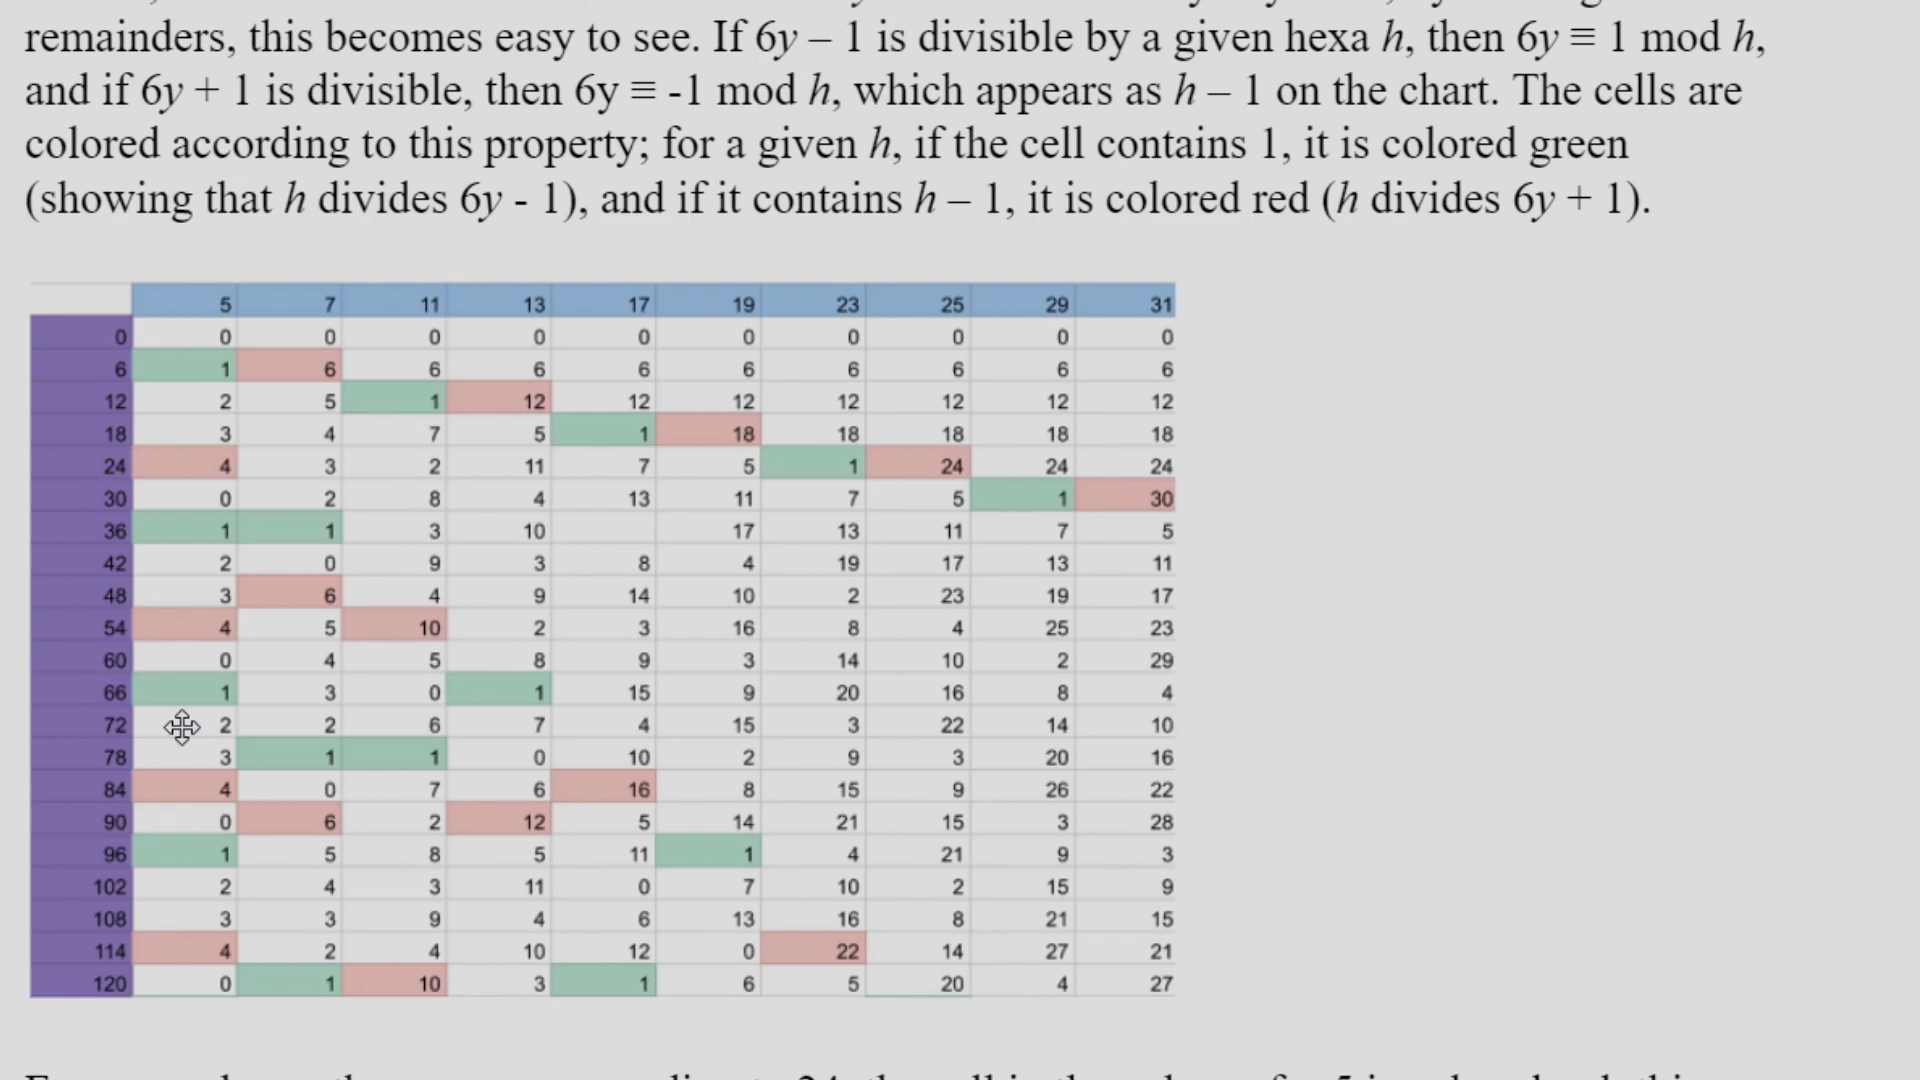 remainders, this becomes easy to see. If 6y – 1 is divisible by a given hexa h, then 6y ≡ 1 mod h,
and if 6y + 1 is divisible, then 6y ≡ -1 mod h, which appears as h – 1 on the chart. The cells are
colored according to this property; for a given h, if the cell contains 1, it is colored green
(showing that h divides 6y - 1), and if it contains h – 1, it is colored red (h divides 6y + 1).
5 7 11 13 17 19 23 25 29 31
0 0 0 0 0 0 0 0 0 0 0
6 1 6 6 6 6 6 6 6 6 6
12 2 5 1 12 12 12 12 12 12 12
18 3 4 7 5 1 18 18 18 18 18
24 4 3 2 11 7 5 1 24 24 24
30 0 2 8 4 13 11 7 5 1 30
36 1 1 3 10 17 13 11 7 5
42 2 0 9 3 8 4 19 17 13 11
48 3 6 4 9 14 10 2 23 19 17
54 4 5 10 2 3 16 8 4 25 23
60 0 4 5 8 9 3 14 10 2 29
66 1 3 0 1 15 9 20 16 8 4
72 2 2 6 7 4 15 3 22 14 10
78 3 1 1 0 10 2 9 3 20 16
84 4 0 7 6 16 8 15 9 26 22
90 0 6 2 12 5 14 21 15 3 28
96 1 5 8 5 11 1 4 21 9 3
102 2 4 3 11 0 7 10 2 15 9
108 3 3 9 4 6 13 16 8 21 15
114 4 2 4 10 12 0 22 14 27 21
120 0 1 10 3 1 6 5 20 4 27